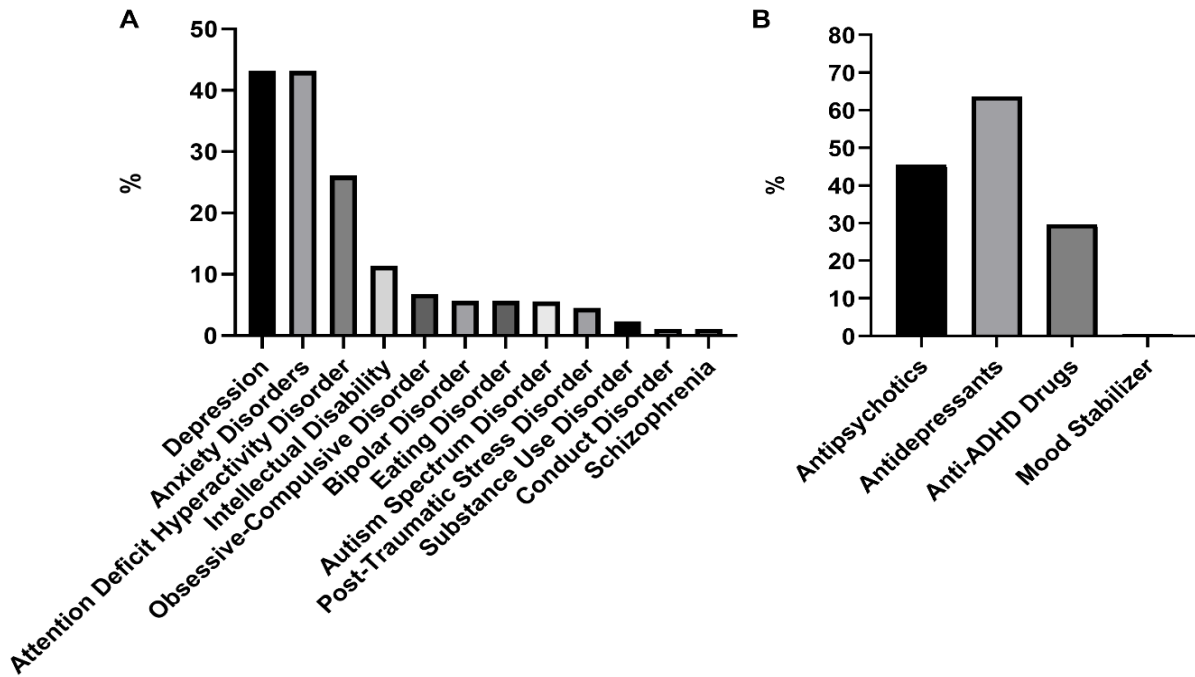 A
50
40
30
20
10
0
%
Depression
Anxiety Disorders
Attention Deficit Hyperactivity Disorder
Intellectual Disability
Obsessive-Compulsive Disorder
Bipolar Disorder
Eating Disorder
Autism Spectrum Disorder
Post-Traumatic Stress Disorder
Substance Use Disorder
Conduct Disorder
Schizophrenia
B
80
70
60
50
40
30
20
10
0
%
Antipsychotics
Antidepressants
Anti-ADHD Drugs
Mood Stabilizer